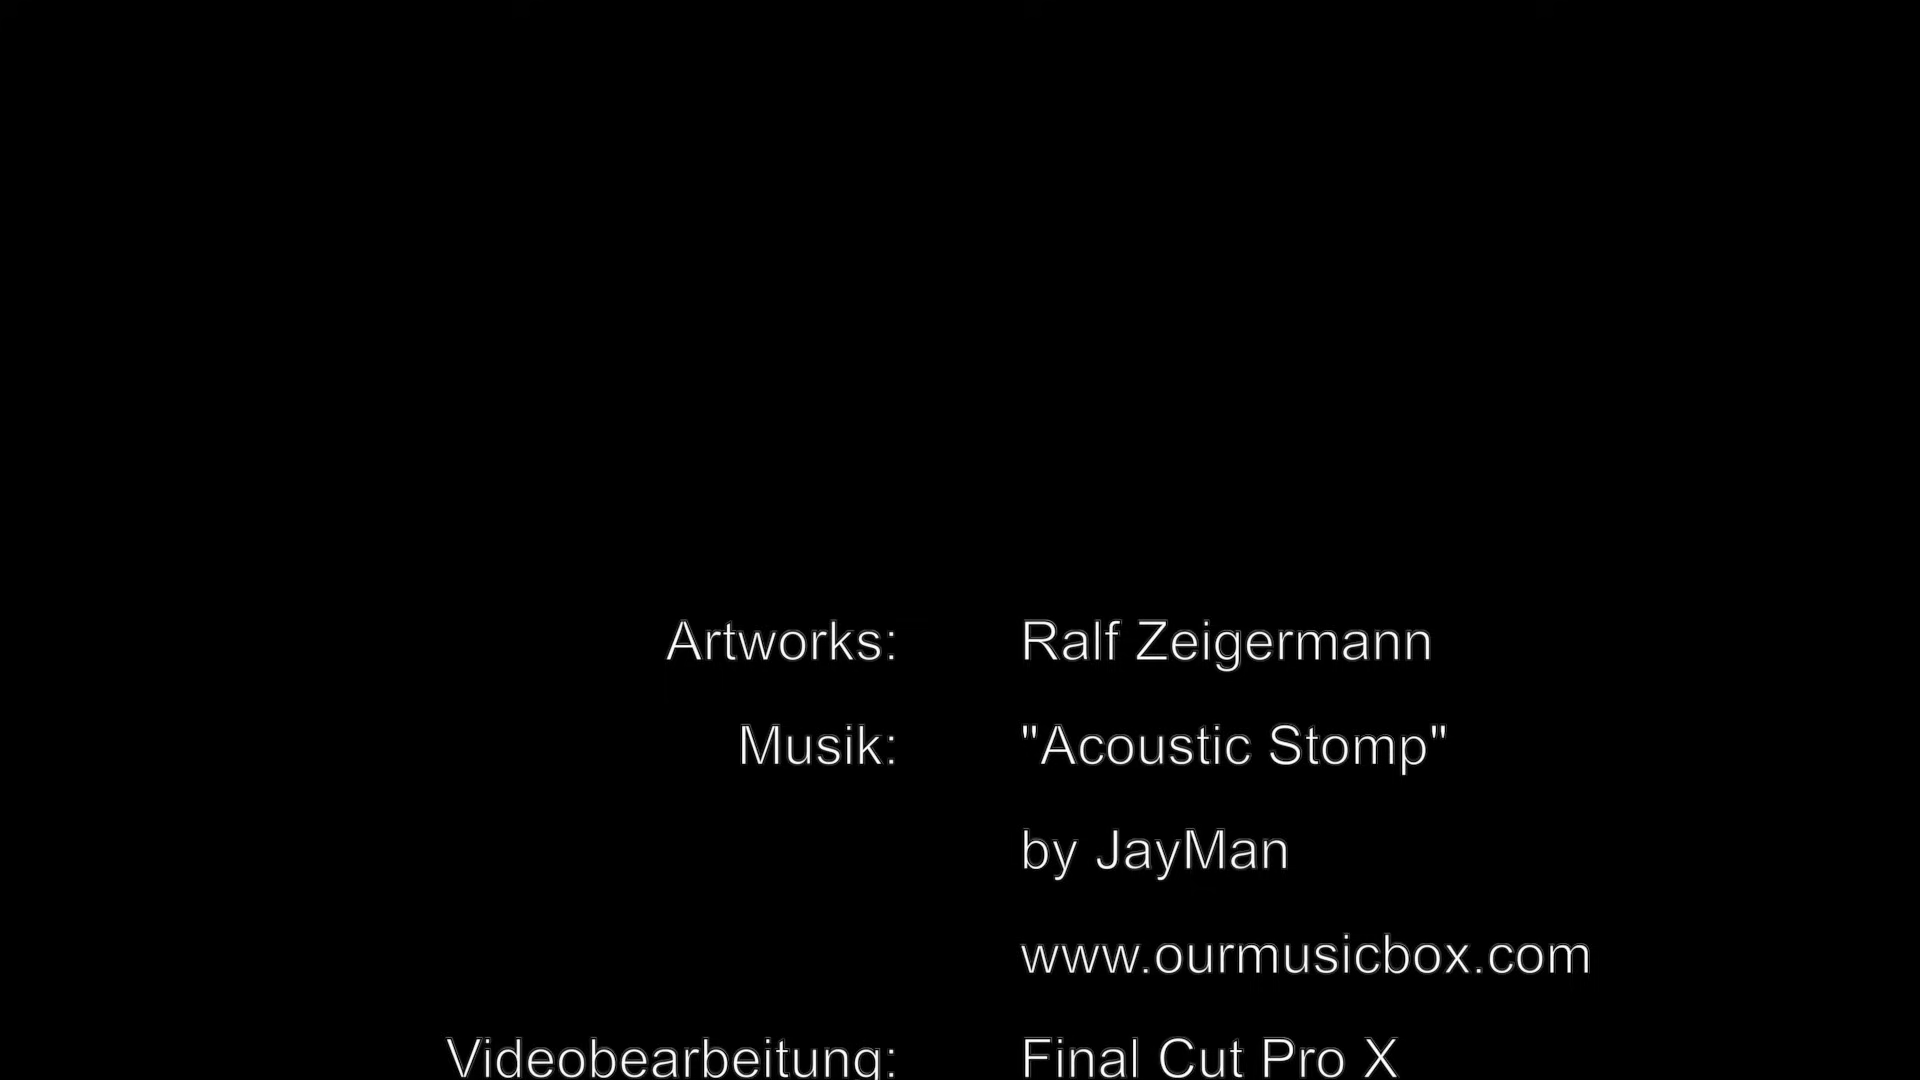 Artworks: Ralf Zeigermann
Musik: "Acoustic Stomp"
by JayMan
www.ourmusicbox.com
Videobearbeitung: Final Cut Pro X